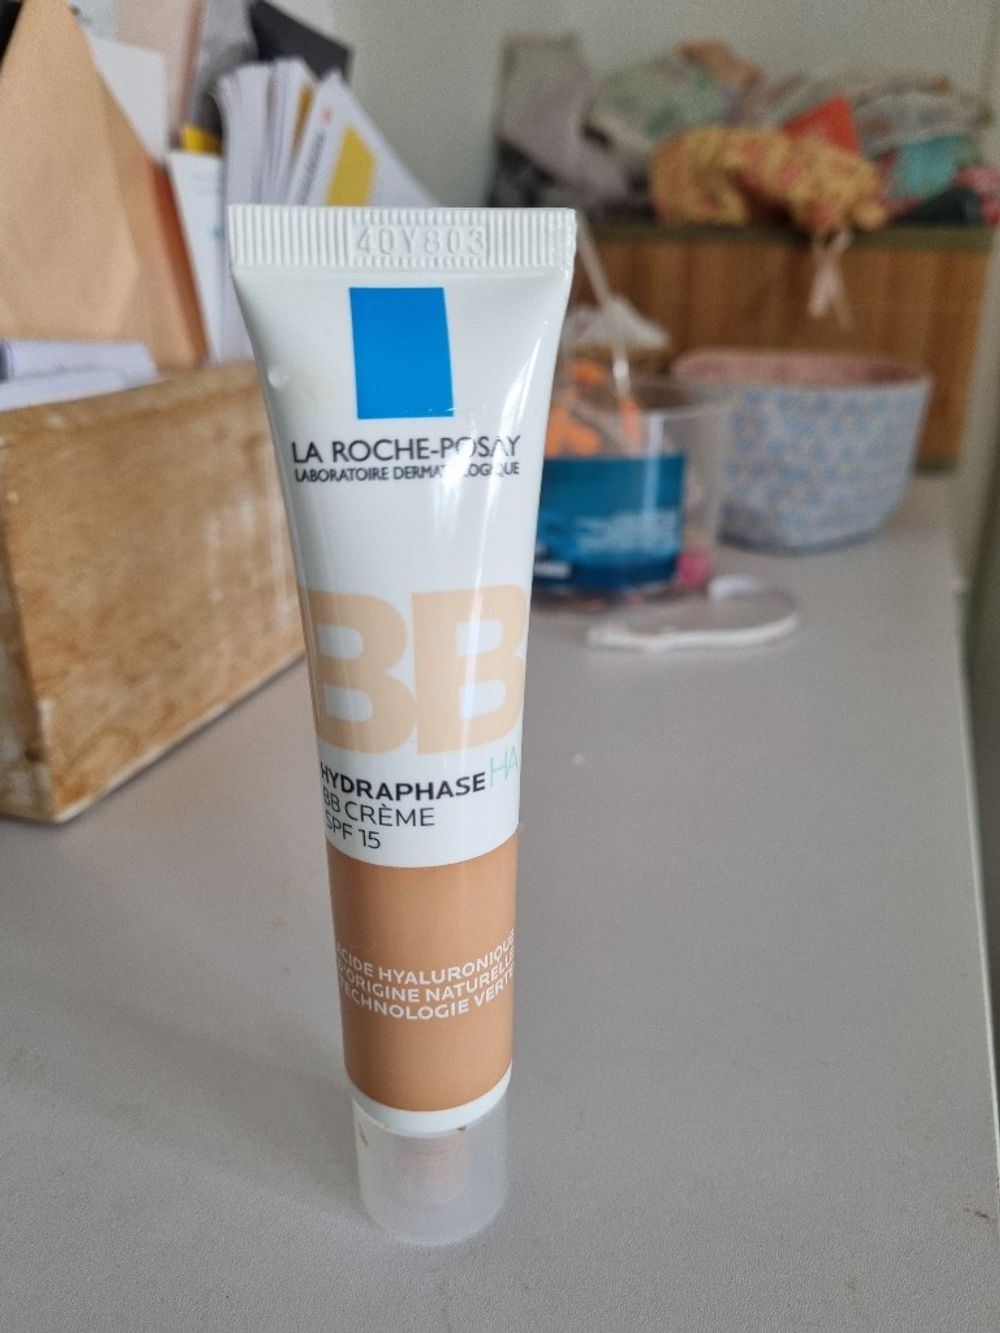 40Y803
LA ROCHE-POSAY
LABORATOIRE DERMATOLOGIQUE
BB
HYDRAPHASE HA
BB CRÈME
SPF 15
ACIDE HYALURONIQUE
D'ORIGINE NATURELLE
TECHNOLOGIE VERTE